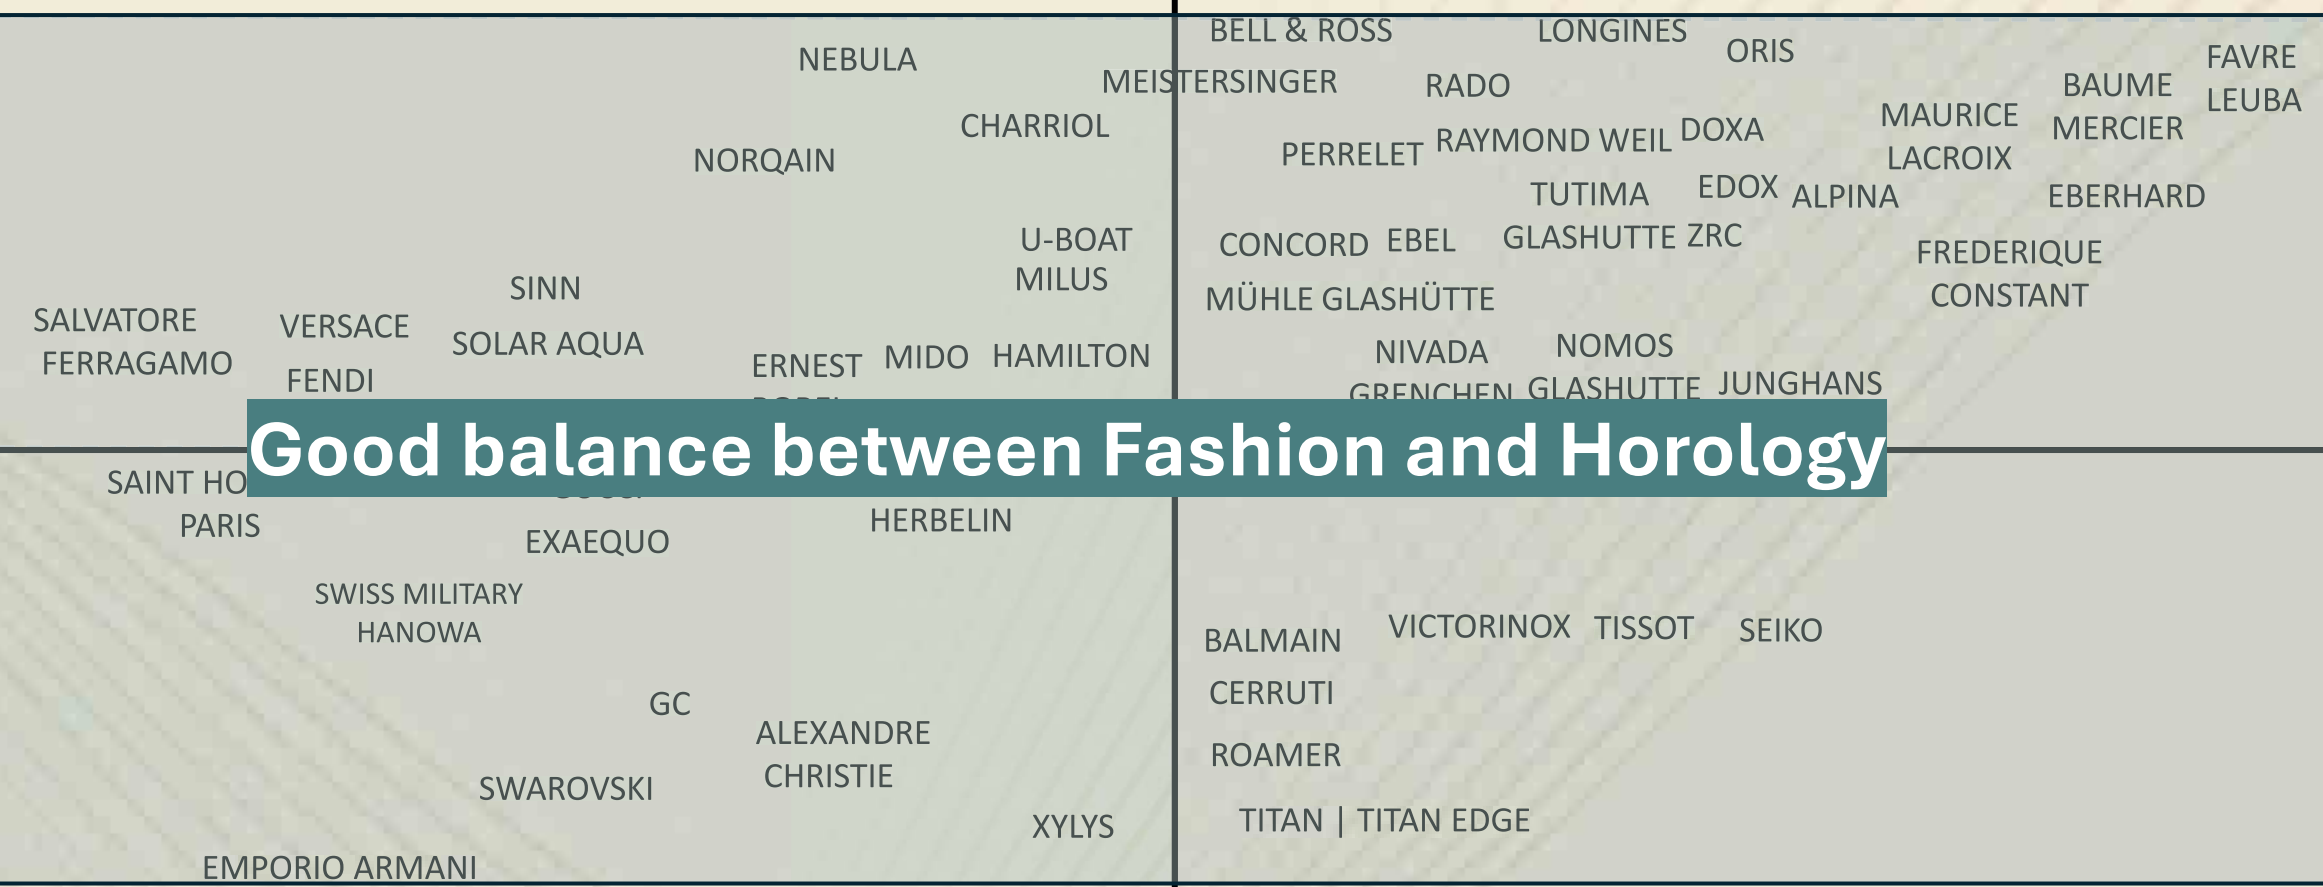 NEBULA
CHARRIOL
NORQAIN
U-BOAT
MILUS
SINN
SOLAR AQUA
SALVATORE
FERRAGAMO
VERSACE
FENDI
ERNEST
MIDO
HAMILTON
BELL & ROSS
LONGINES
ORIS
MEISTERSINGER
RADO
FAVRE
LEUBA
BAUME
MERCIER
MAURICE
LACROIX
PERRELET
RAYMOND WEIL
DOXA
TUTIMA
GLASHUTTE
EDOX
ALPINA
EBERHARD
CONCORD
EBEL
ZRC
FREDERIQUE
CONSTANT
MÜHLE GLASHÜTTE
NIVADA
GRENCHEN
NOMOS
GLASHUTTE
JUNGHANS
Good balance between Fashion and Horology
SAINT HO
PARIS
EXAEQUO
HERBELIN
SWISS MILITARY
HANOWA
GC
ALEXANDRE
CHRISTIE
SWAROVSKI
XYLYS
EMPORIO ARMANI
BALMAIN
VICTORINOX
TISSOT
SEIKO
CERRUTI
ROAMER
TITAN | TITAN EDGE